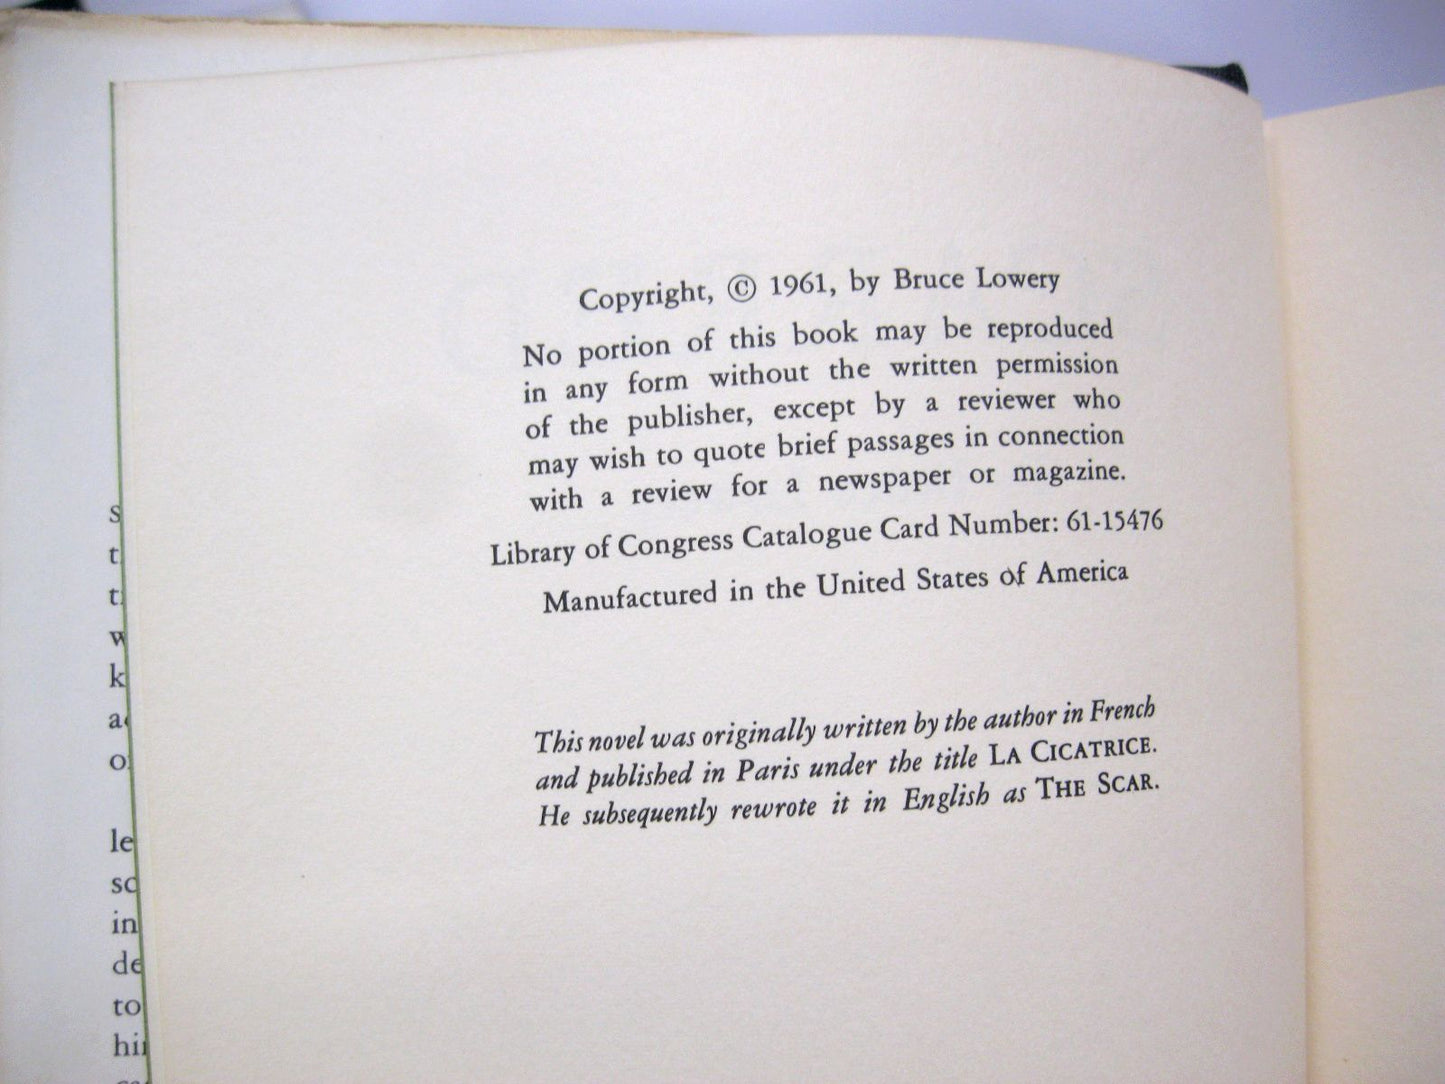 Copyright, © 1961, by Bruce Lowery
No portion of this book may be reproduced
in any form without the written permission
of the publisher, except by a reviewer who
may wish to quote brief passages in connection
with a review for a newspaper or magazine.
Library of Congress Catalogue Card Number: 61-15476
Manufactured in the United States of America
This novel was originally written by the author in French
and published in Paris under the title LA CICATRICE.
He subsequently rewrote it in English as THE SCAR.